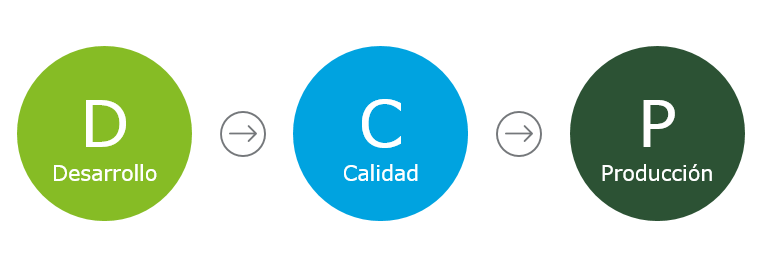 D
Desarrollo
C
Calidad
P
Producción